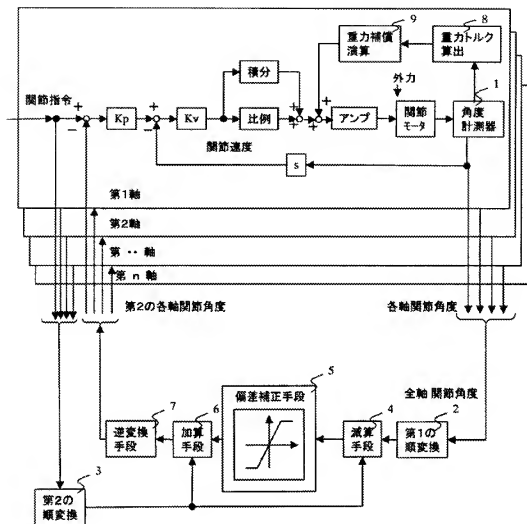 9
8
重力補償
演算
重力トルク
算出
積分
外力
1
関節指令
+
−
Kp
+
−
Kv
比例
+
+
+
+
アンプ
関節
モータ
角度
計測器
関節速度
s
第1軸
第2軸
第 ‥ 軸
第 n 軸
第2の各軸関節角度
各軸関節角度
5
偏差補正手段
全軸 関節角度
7
6
4
2
逆変換
手段
加算
手段
減算
手段
第1の
順変換
3
第2の
順変換